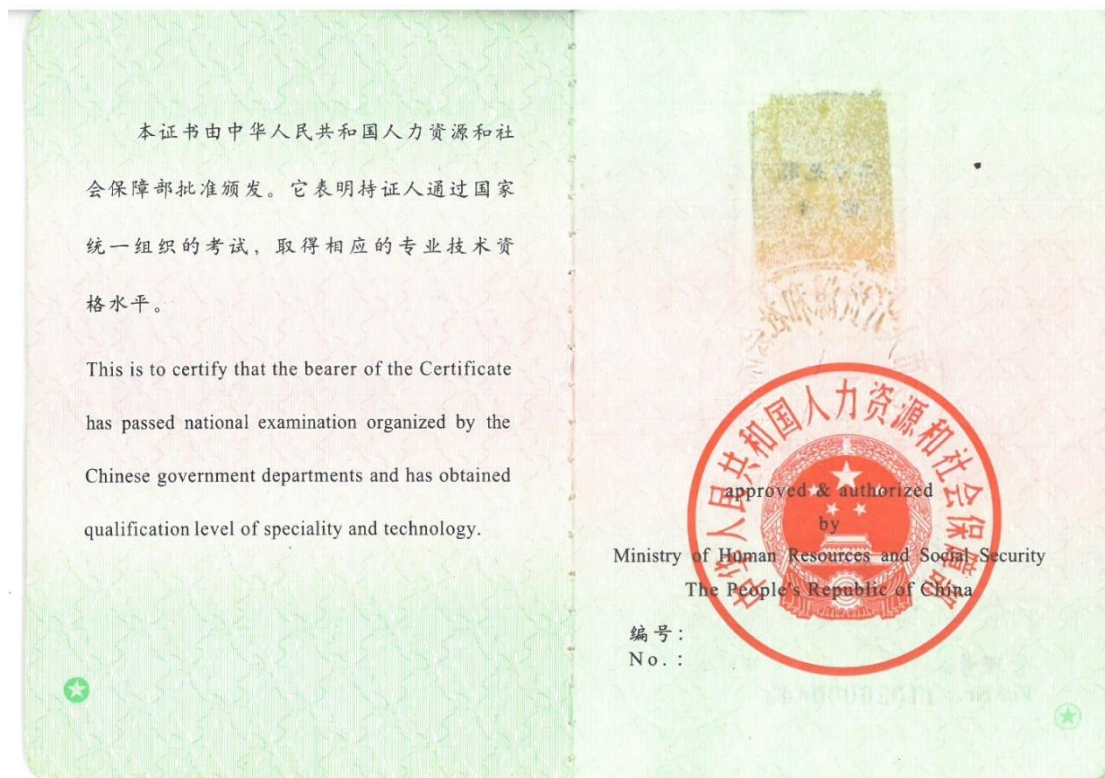 本证书由中华人民共和国人力资源和社
会保障部批准颁发。它表明持证人通过国家
统一组织的考试，取得相应的专业技术资
格水平。
This is to certify that the bearer of the Certificate
has passed national examination organized by the
Chinese government departments and has obtained
qualification level of speciality and technology.
中华人民共和国人力资源和社会保障部
approved & authorized
by
Ministry of Human Resources and Social Security
The People's Republic of China
编号：
No.：